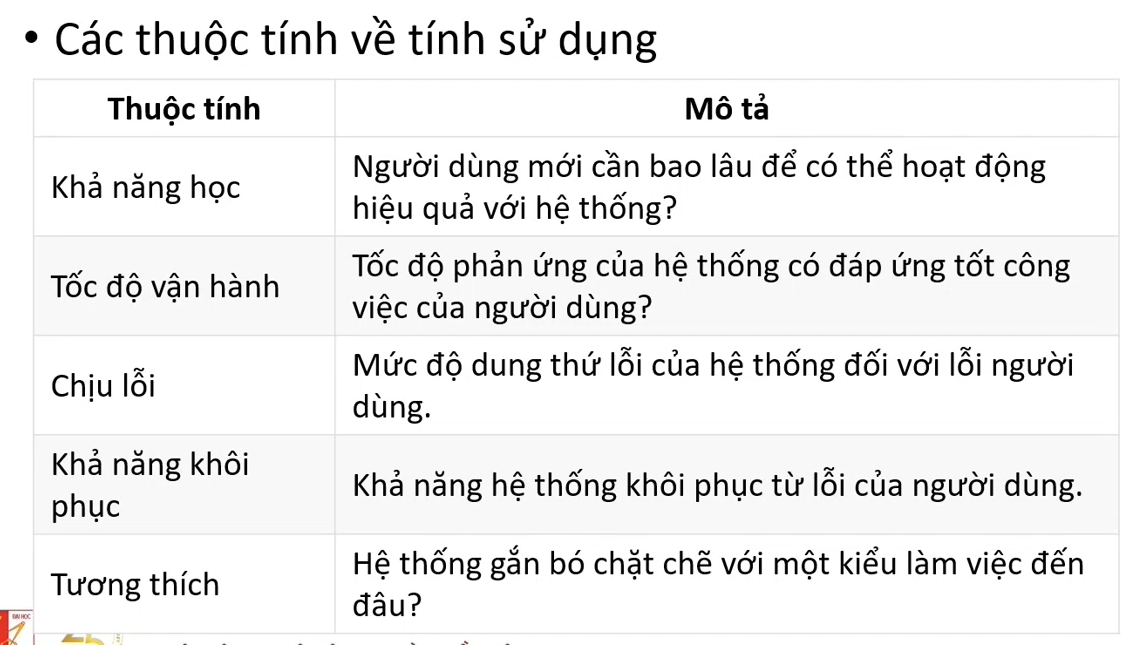 • Các thuộc tính về tính sử dụng
Thuộc tính
Mô tả
Khả năng học
Người dùng mới cần bao lâu để có thể hoạt động
hiệu quả với hệ thống?
Tốc độ vận hành
Tốc độ phản ứng của hệ thống có đáp ứng tốt công
việc của người dùng?
Chịu lỗi
Mức độ dung thứ lỗi của hệ thống đối với lỗi người
dùng.
Khả năng khôi
phục
Khả năng hệ thống khôi phục từ lỗi của người dùng.
Tương thích
Hệ thống gắn bó chặt chẽ với một kiểu làm việc đến
đâu?
ĐẠI HỌC